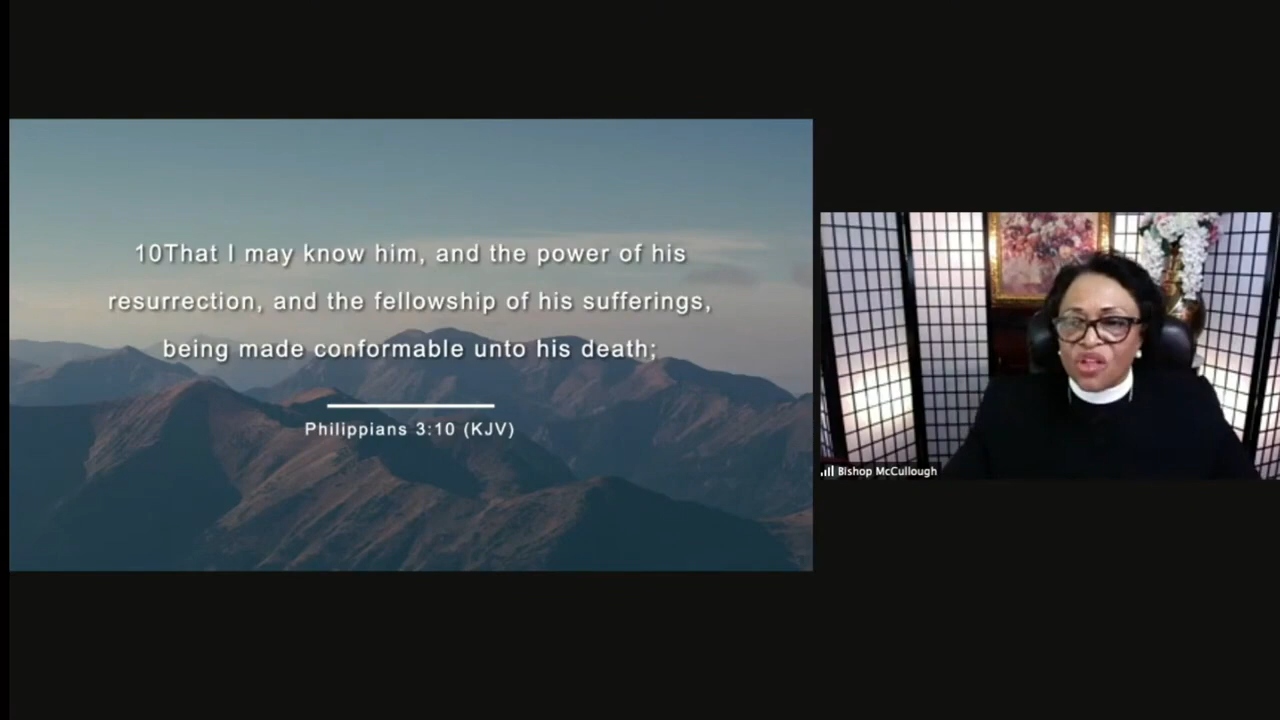 10That I may know him, and the power of his
resurrection, and the fellowship of his sufferings,
being made conformable unto his death;
Philippians 3:10 (KJV)
Bishop McCullough